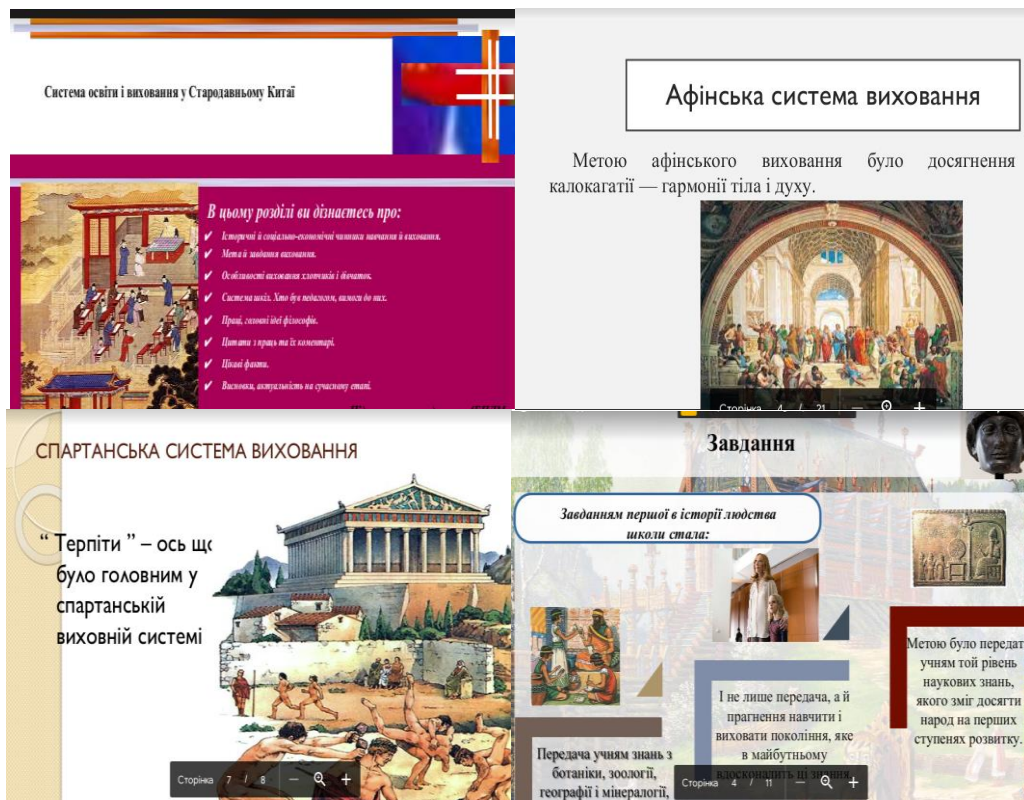 Система освіти і виховання у Стародавньому Китаї
В цьому розділі ви дізнаєтесь про:
✔ Історичні й соціально-економічні чинники навчання й виховання.
✔ Мета й завдання виховання.
✔ Особливості виховання хлопчиків і дівчаток.
✔ Система шкіл. Хто був педагогом, вимоги до них.
✔ Праці, головні ідеї філософів.
✔ Цитати з праць та їх коментарі.
✔ Цікаві факти.
✔ Висновки, актуальність на сучасному етапі.
Афінська система виховання
Метою афінського виховання було досягнення
калокагатії — гармонії тіла і духу.
Сторінка 4 / 21
СПАРТАНСЬКА СИСТЕМА ВИХОВАННЯ
“ Терпіти ” – ось що
було головним у
спартанській
виховній системі
Сторінка 7 / 8
Завдання
Завданням першої в історії людства
школи стала:
Передача учням знань з
ботаніки, зоології,
географії і мінералогії,
І не лише передача, а й
прагнення навчити і
виховати покоління, яке
в майбутньому
вдосконалить ці знання.
Метою було передат
учням той рівень
наукових знань,
якого зміг досягти
народ на перших
ступенях розвитку.
Сторінка 4 / 11